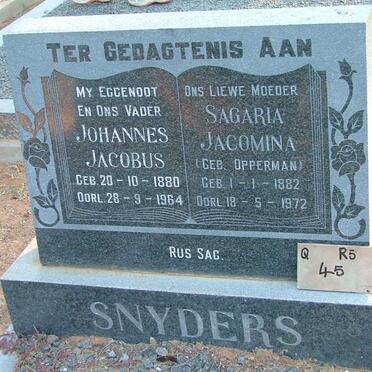 TER GEDAGTENIS AAN
MY EGGENOOT
EN ONS VADER
JOHANNES
JACOBUS
GEB. 20-10-1880
OORL. 28-9-1964
ONS LIEWE MOEDER
SAGARIA
JACOMINA
(GEB. OPPERMAN)
GEB. 1-1-1882
OORL. 18-5-1972
RUS SAG.
Q R5
45
SNYDERS